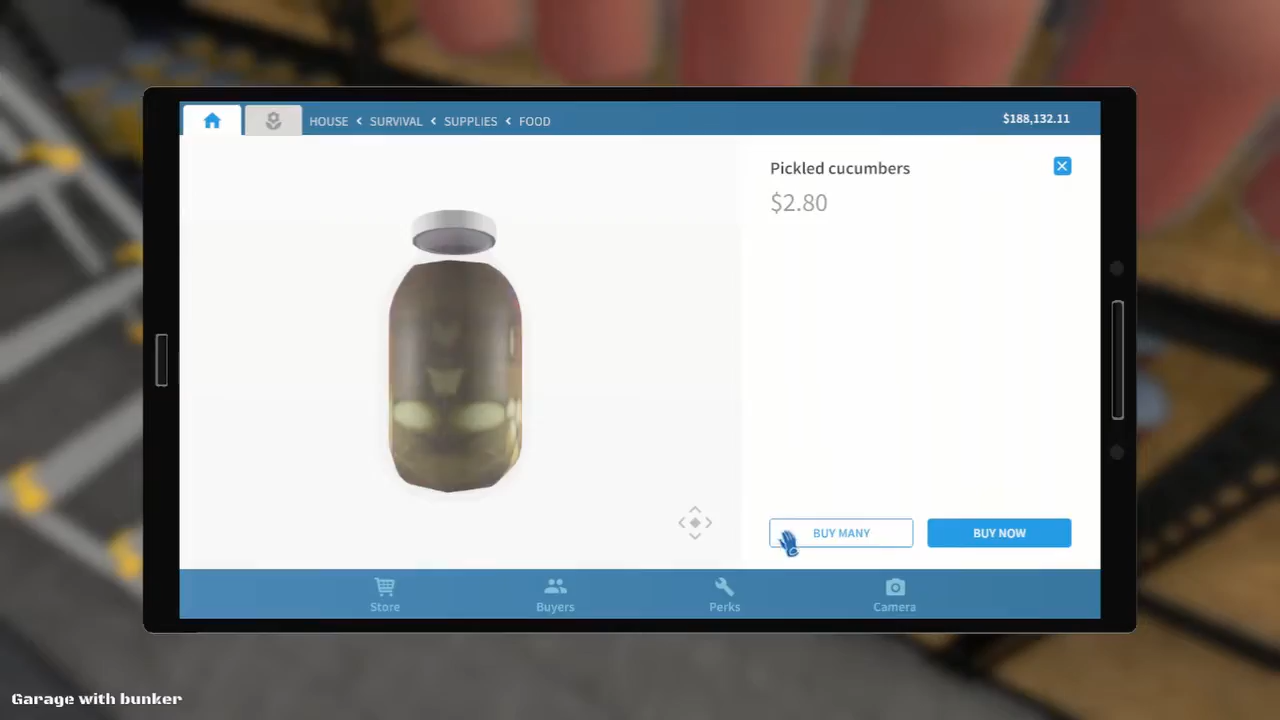 HOUSE < SURVIVAL < SUPPLIES < FOOD
$188,132.11
Pickled cucumbers
$2.80
BUY MANY
BUY NOW
Store
Buyers
Perks
Camera
Garage with bunker